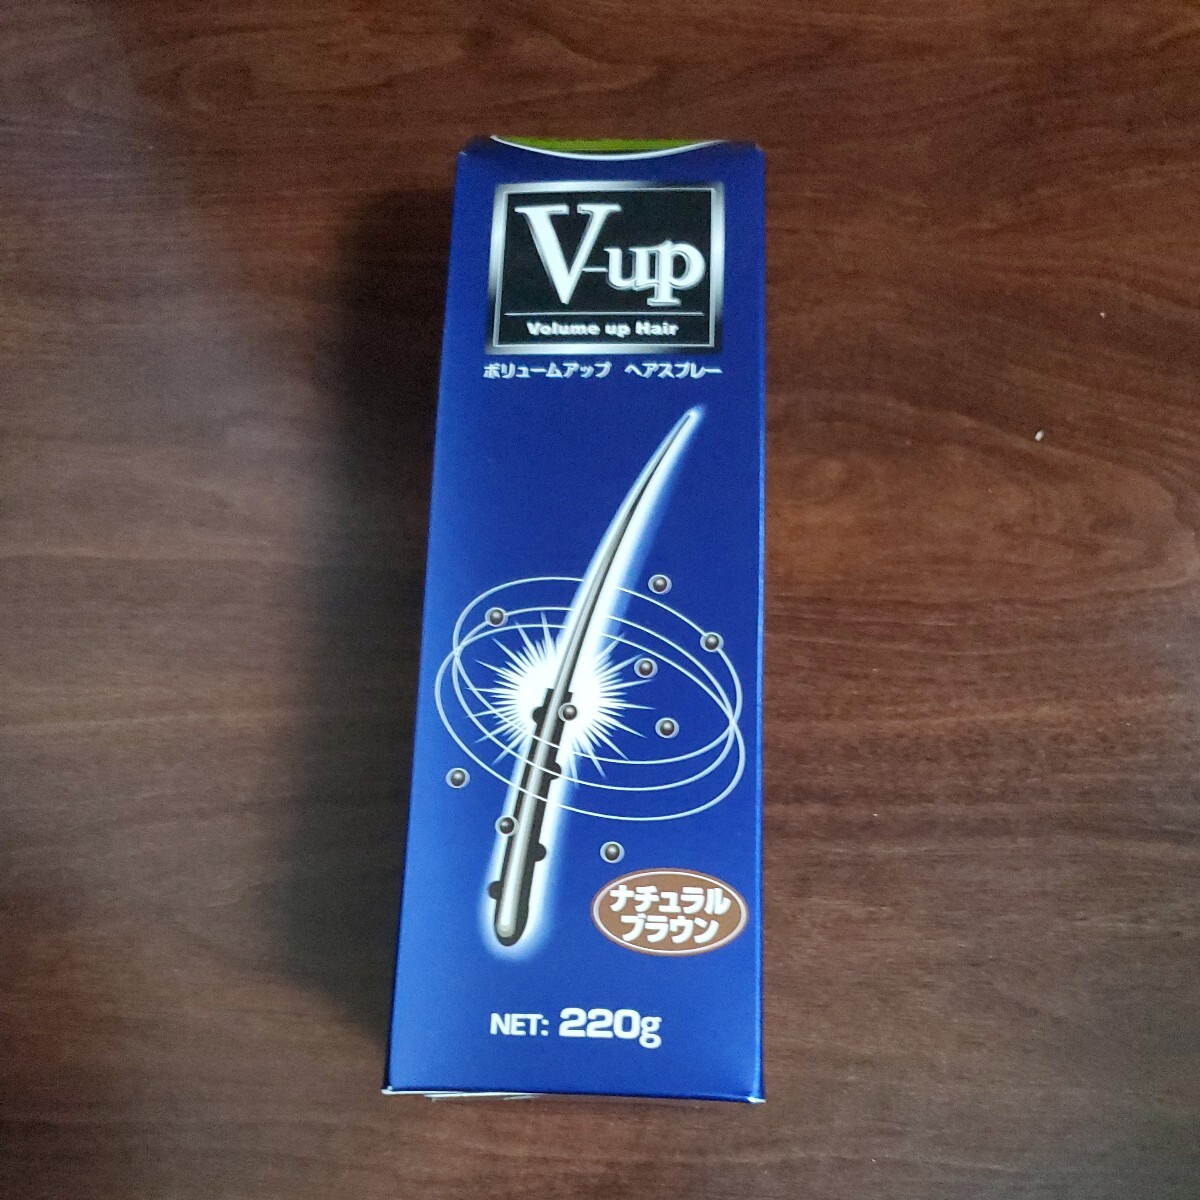 V-up
Volume up Hair
ボリュームアップ ヘアスプレー
ナチュラル
ブラウン
NET: 220g